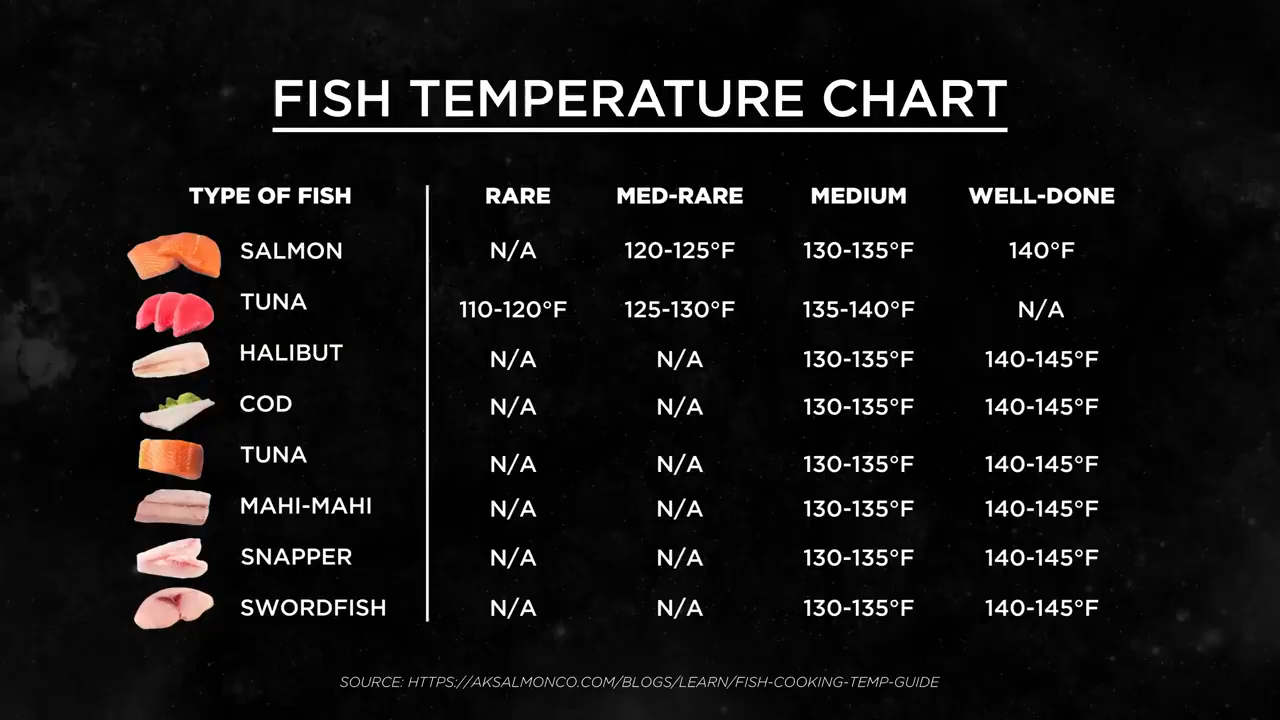 FISH TEMPERATURE CHART
TYPE OF FISH RARE MED-RARE MEDIUM WELL-DONE
SALMON N/A 120-125°F 130-135°F 140°F
TUNA 110-120°F 125-130°F 135-140°F N/A
HALIBUT N/A N/A 130-135°F 140-145°F
COD N/A N/A 130-135°F 140-145°F
TUNA N/A N/A 130-135°F 140-145°F
MAHI-MAHI N/A N/A 130-135°F 140-145°F
SNAPPER N/A N/A 130-135°F 140-145°F
SWORDFISH N/A N/A 130-135°F 140-145°F
SOURCE: HTTPS://AKSALMONCO.COM/BLOGS/LEARN/FISH-COOKING-TEMP-GUIDE